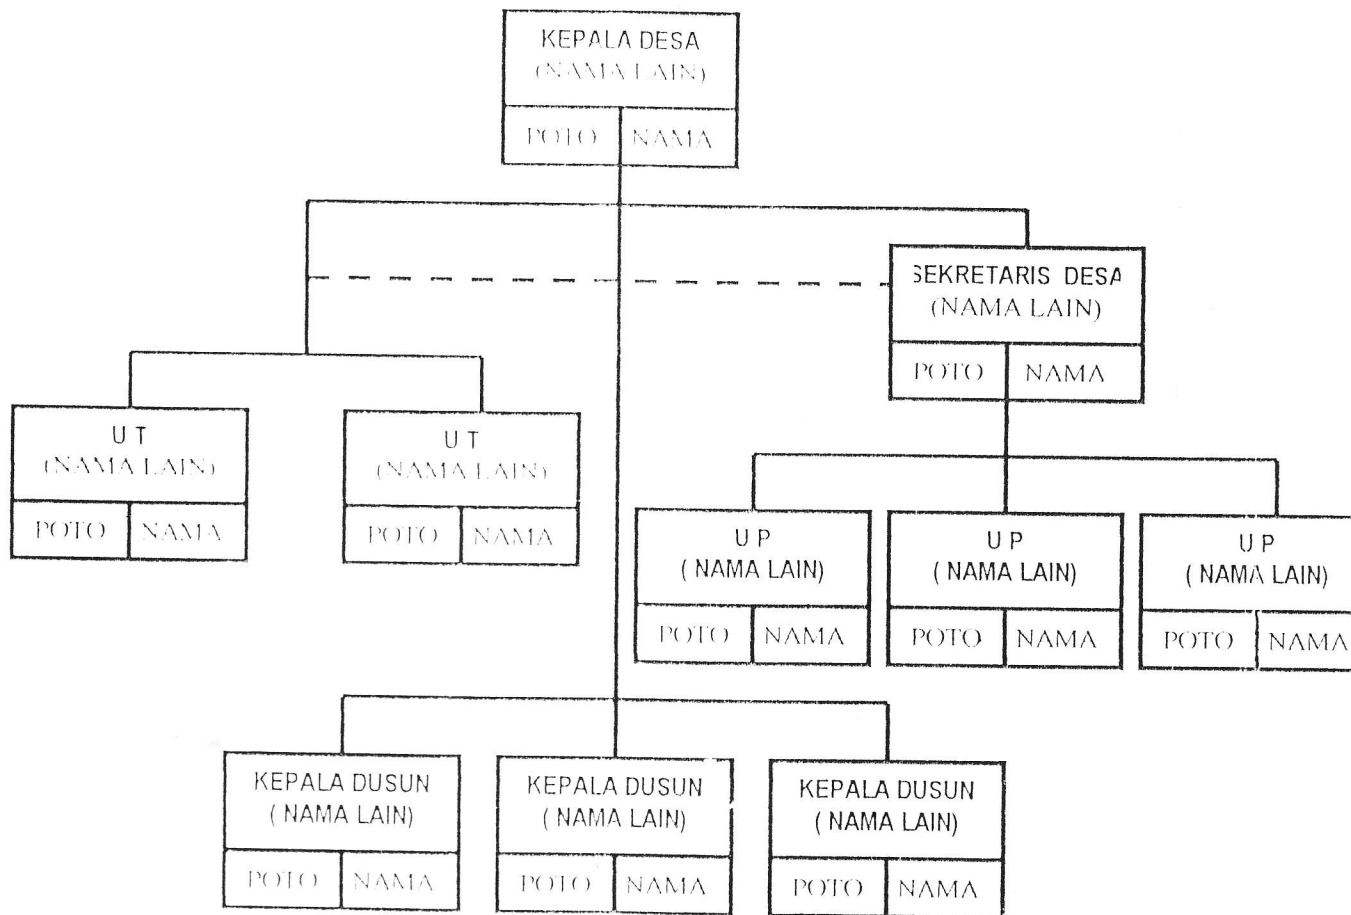 KEPALA DESA
(NAMA LAIN)
POTO NAMA
SEKRETARIS DESA
(NAMA LAIN)
POTO NAMA
U T
(NAMA LAIN)
POTO NAMA
U T
(NAMA LAIN)
POTO NAMA
U P
( NAMA LAIN)
POTO NAMA
U P
( NAMA LAIN)
POTO NAMA
U P
( NAMA LAIN)
POTO NAMA
KEPALA DUSUN
( NAMA LAIN)
POTO NAMA
KEPALA DUSUN
( NAMA LAIN)
POTO NAMA
KEPALA DUSUN
( NAMA LAIN)
POTO NAMA